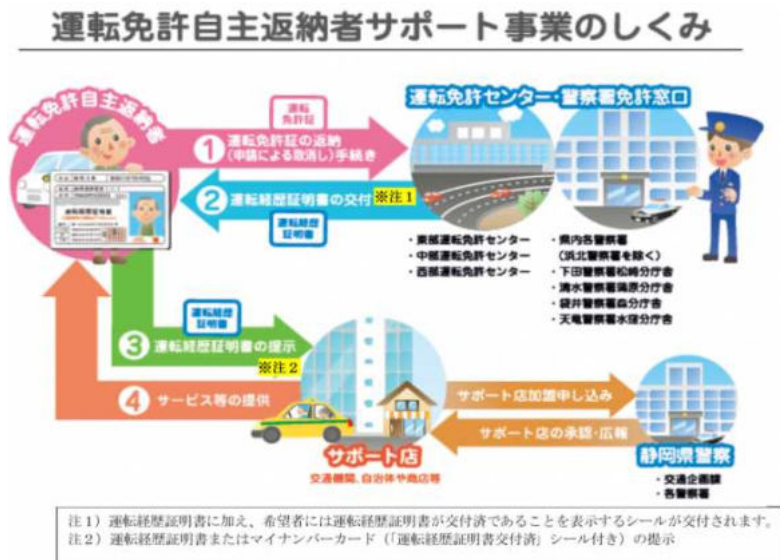 運転免許自主返納者サポート事業のしくみ
運転免許自主返納者
運転
免許証
1 運転免許証の返納
(申請による取消し)手続き
2 運転経歴証明書の交付 ※注1
運転経歴
証明書
運転免許センター・警察署免許窓口
・東部運転免許センター
・中部運転免許センター
・西部運転免許センター
・県内各警察署
(浜北警察署を除く)
・下田警察署松崎分庁舎
・清水警察署蒲原分庁舎
・袋井警察署森分庁舎
・天竜警察署水窪分庁舎
運転経歴証明書
運転経歴
証明書
3 運転経歴証明書の提示
※注2
4 サービス等の提供
サポート店
交通機関、自治体や商店等
サポート店加盟申し込み
サポート店の承認・広報
静岡県警察
・交通企画課
・各警察署
注1）運転経歴証明書に加え、希望者には運転経歴証明書が交付済であることを表示するシールが交付されます。
注2）運転経歴証明書またはマイナンバーカード（「運転経歴証明書交付済」シール付き）の提示